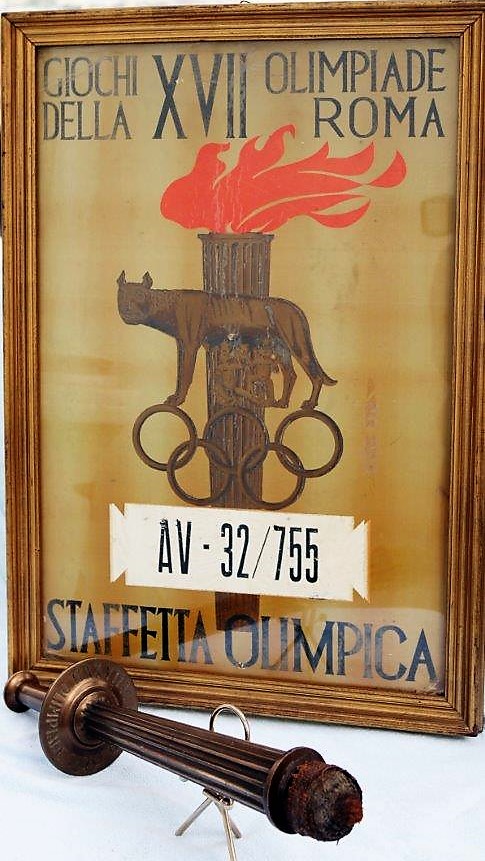 GIOCHI XVII OLIMPIADE
DELLA ROMA
AV - 32/755
STAFFETTA OLIMPICA